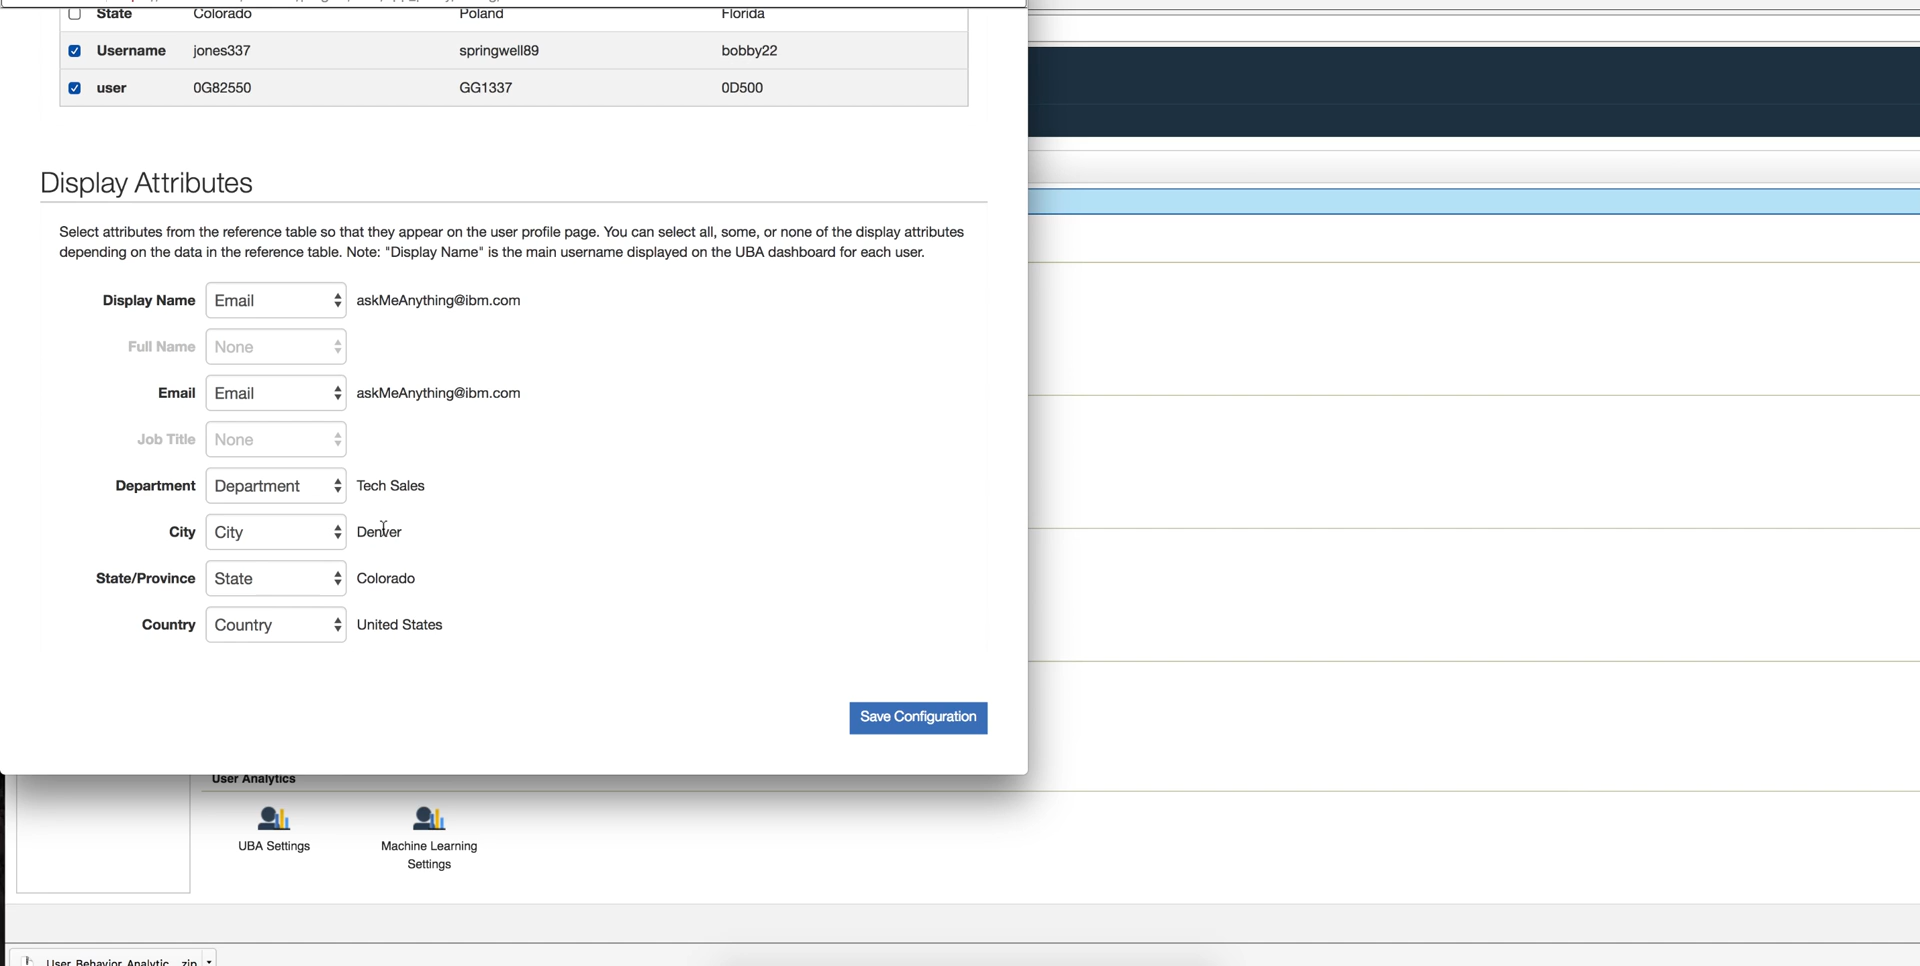 State Colorado Poland Florida
Username jones337 springwell89 bobby22
user 0G82550 GG1337 0D500
Display Attributes
Select attributes from the reference table so that they appear on the user profile page. You can select all, some, or none of the display attributes
depending on the data in the reference table. Note: "Display Name" is the main username displayed on the UBA dashboard for each user.
Display Name Email askMeAnything@ibm.com
Full Name None
Email Email askMeAnything@ibm.com
Job Title None
Department Department Tech Sales
City City Denver
State/Province State Colorado
Country Country United States
Save Configuration
User Analytics
UBA Settings
Machine Learning
Settings
User Behavior Analytic....zip